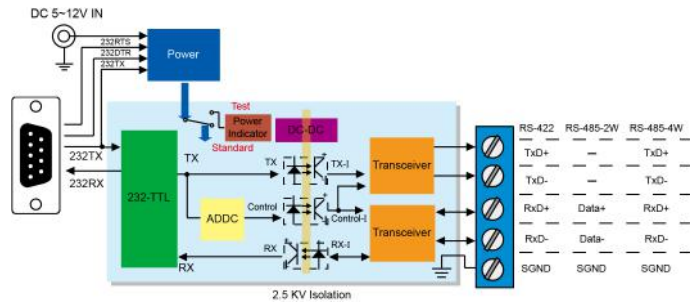 DC 5~12V IN
232RTS
232DTR
232TX
Power
Test
Power
Indicator
DC-DC
Standard
RS-422 RS-485-2W RS-485-4W
232TX
232RX
TX
TX
TX-I
Transceiver
TxD+ – TxD+
TxD- – TxD-
232-TTL
ADDC
Control
Control-I
RxD+ Data+ RxD+
RX
RX
RX-I
Transceiver
RxD- Data- RxD-
SGND SGND SGND
2.5 KV Isolation